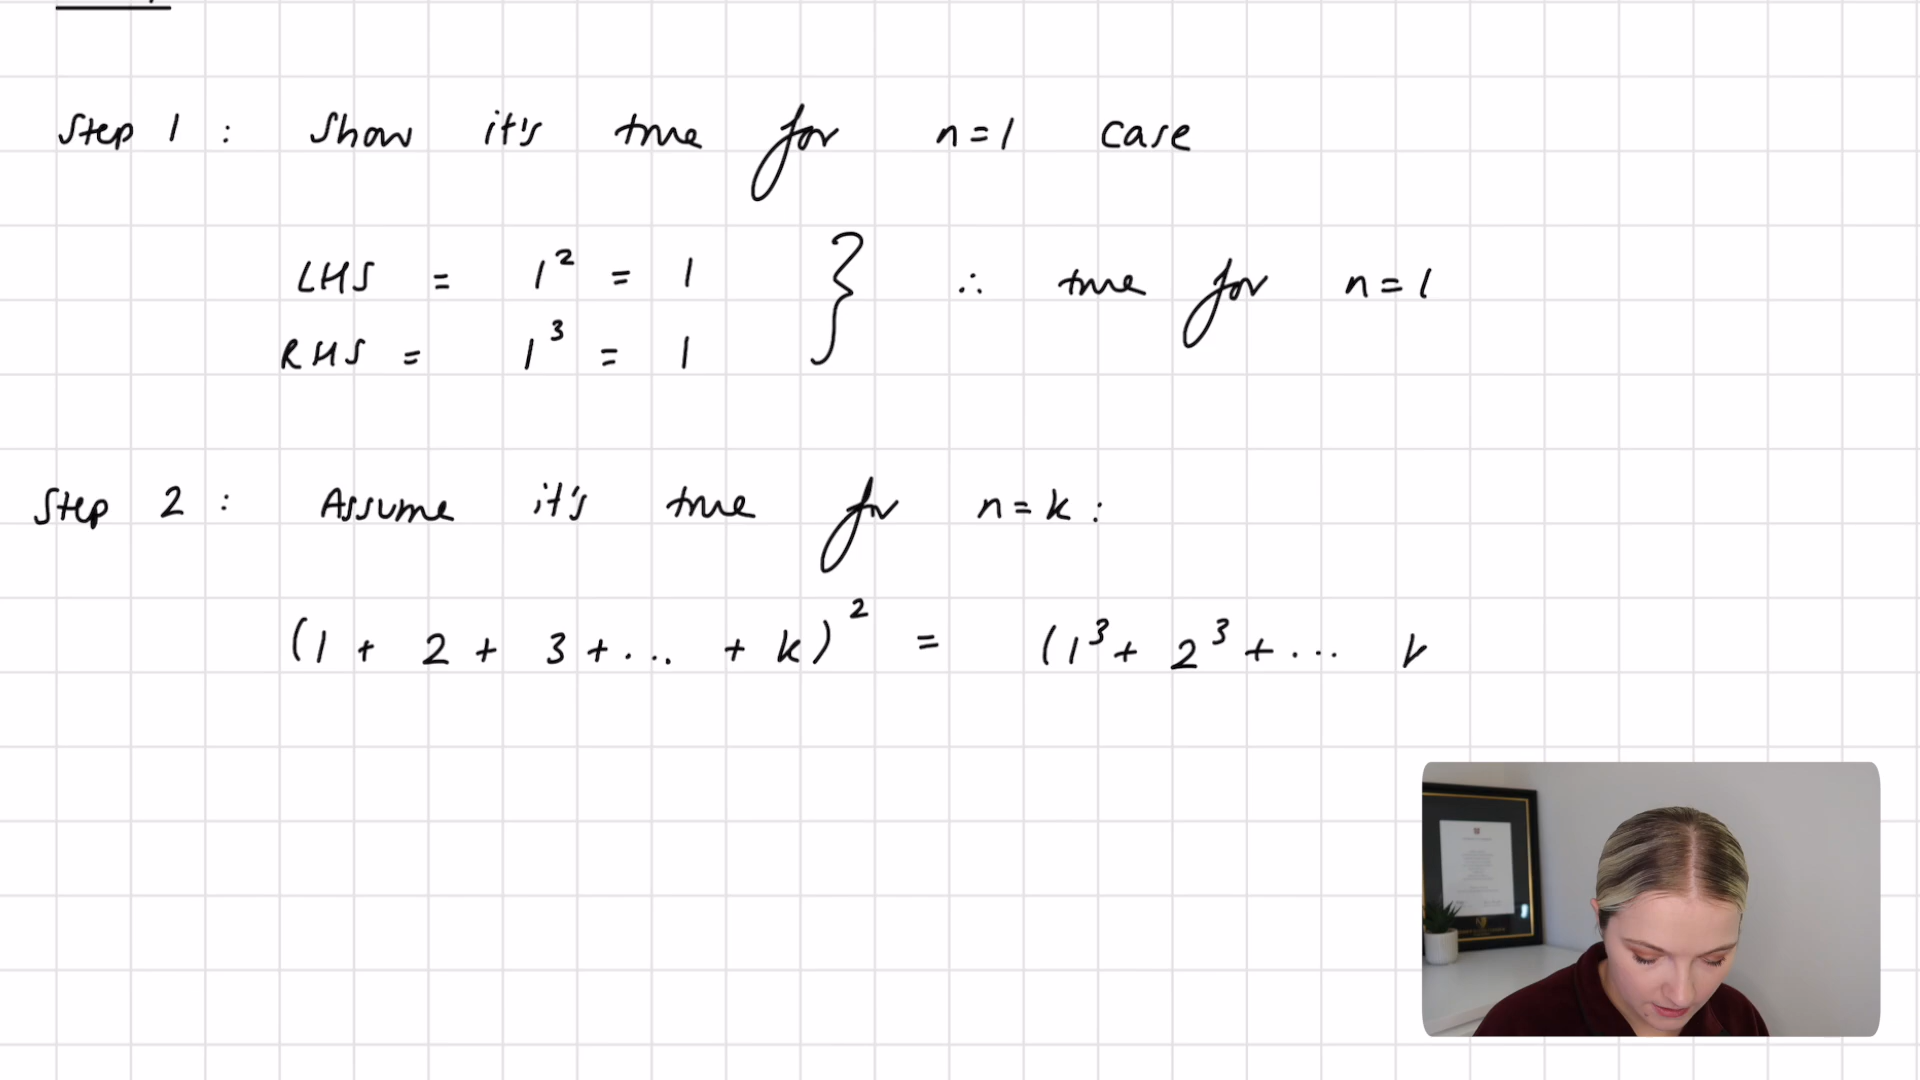 Step 1 : Show it's true for n=1 case
LHS = 1² = 1 } ∴ true for n=1
RHS = 1³ = 1
Step 2 : Assume it's true for n=k :
(1 + 2 + 3 + ... + k)² = (1³ + 2³ + ...